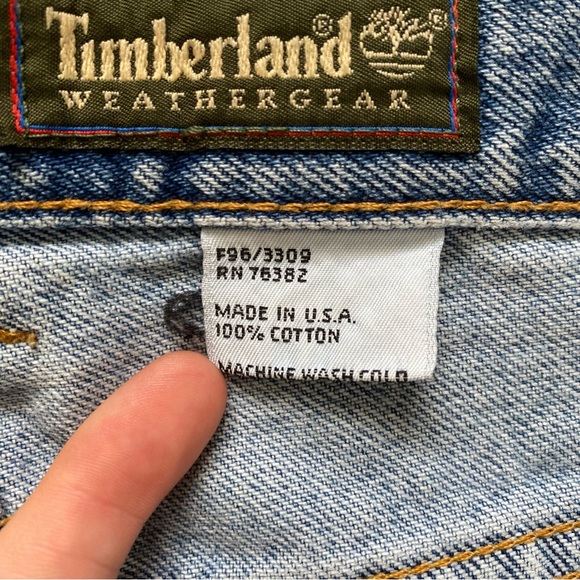 Timberland®
WEATHERGEAR®
F96/3309
RN 76382
MADE IN U.S.A.
100% COTTON
MACHINE WASH COLD